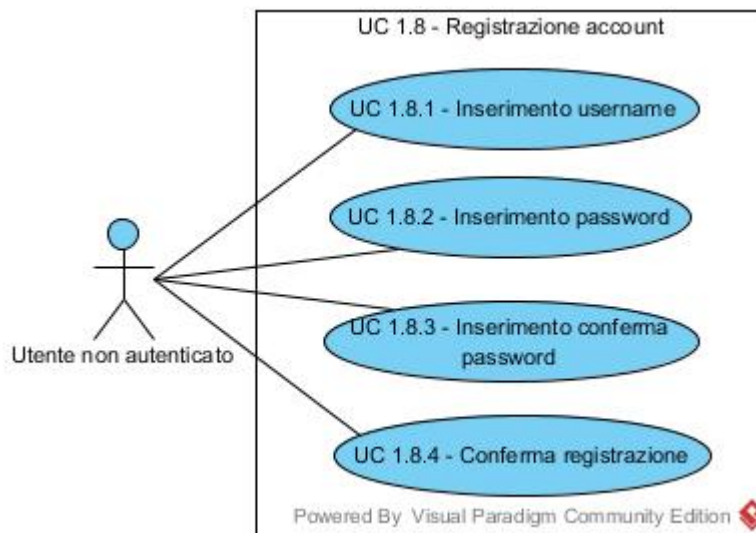 UC 1.8 - Registrazione account
UC 1.8.1 - Inserimento username
UC 1.8.2 - Inserimento password
UC 1.8.3 - Inserimento conferma
password
Utente non autenticato
UC 1.8.4 - Conferma registrazione
Powered By Visual Paradigm Community Edition